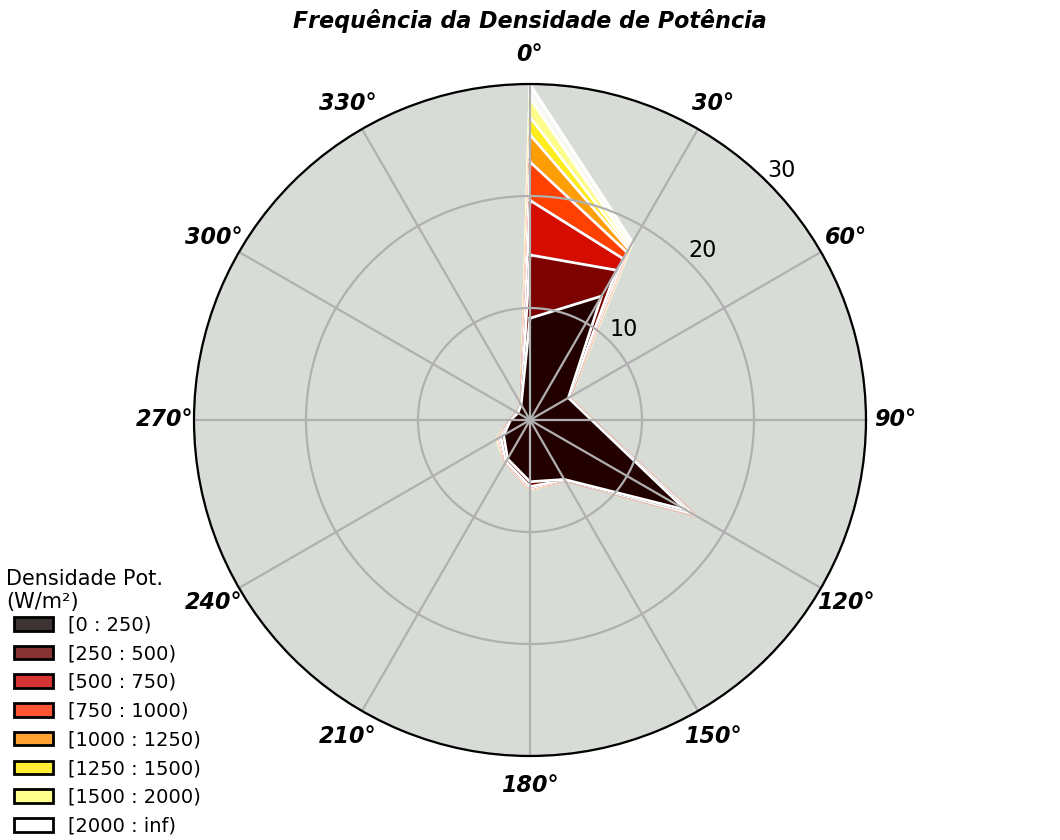 Frequência da Densidade de Potência
0°
330°
30°
30
300°
60°
20
10
270°
90°
240°
120°
210°
150°
180°
Densidade Pot.
(W/m²)
[0 : 250)
[250 : 500)
[500 : 750)
[750 : 1000)
[1000 : 1250)
[1250 : 1500)
[1500 : 2000)
[2000 : inf)